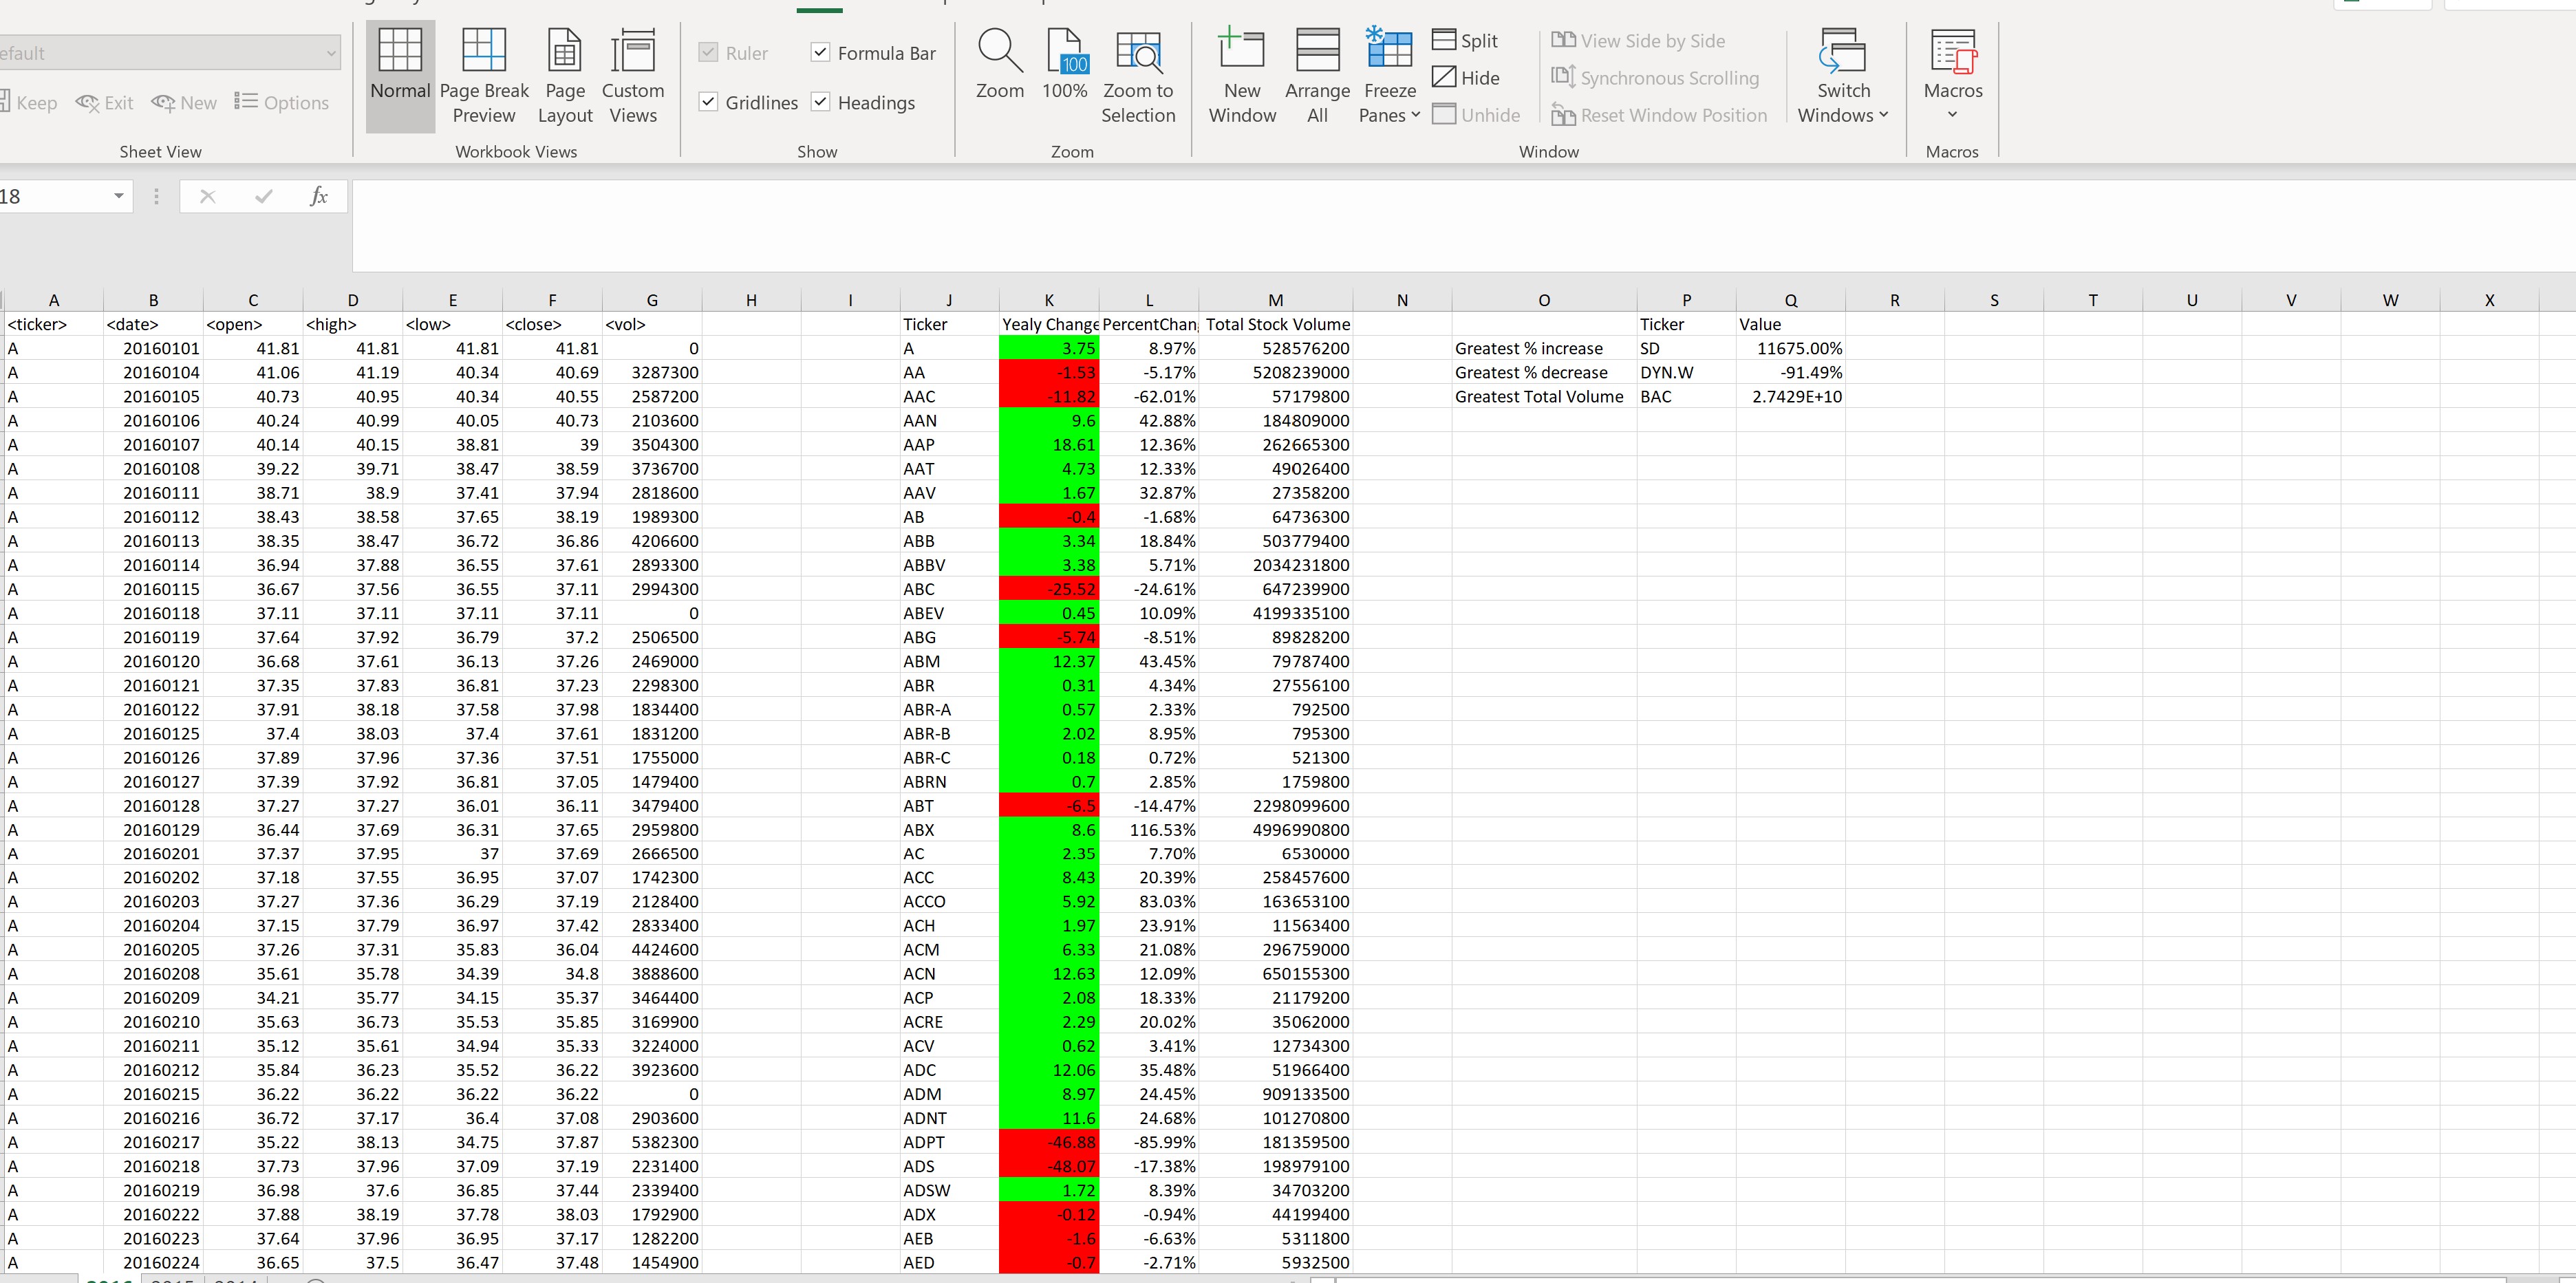 efault
Keep Exit New Options
Sheet View
Normal Page Break Preview Page Layout Custom Views
Workbook Views
Ruler Formula Bar
Gridlines Headings
Show
Zoom 100% Zoom to Selection
Zoom
New Window Arrange All Freeze Panes
Split
Hide
Unhide
View Side by Side
Synchronous Scrolling
Reset Window Position
Switch Windows
Window
Macros
Macros
18 fx
A B C D E F G H I J K L M N O P Q R S T U V W X
<ticker> <date> <open> <high> <low> <close> <vol> Ticker Yealy Change PercentChan Total Stock Volume Ticker Value
A 20160101 41.81 41.81 41.81 41.81 0 A 3.75 8.97% 528576200 Greatest % increase SD 11675.00%
A 20160104 41.06 41.19 40.34 40.69 3287300 AA -1.53 -5.17% 5208239000 Greatest % decrease DYN.W -91.49%
A 20160105 40.73 40.95 40.34 40.55 2587200 AAC -11.82 -62.01% 57179800 Greatest Total Volume BAC 2.7429E+10
A 20160106 40.24 40.99 40.05 40.73 2103600 AAN 9.6 42.88% 184809000
A 20160107 40.14 40.15 38.81 39 3504300 AAP 18.61 12.36% 262665300
A 20160108 39.22 39.71 38.47 38.59 3736700 AAT 4.73 12.33% 49026400
A 20160111 38.71 38.9 37.41 37.94 2818600 AAV 1.67 32.87% 27358200
A 20160112 38.43 38.58 37.65 38.19 1989300 AB -0.4 -1.68% 64736300
A 20160113 38.35 38.47 36.72 36.86 4206600 ABB 3.34 18.84% 503779400
A 20160114 36.94 37.88 36.55 37.61 2893300 ABBV 3.38 5.71% 2034231800
A 20160115 36.67 37.56 36.55 37.11 2994300 ABC -25.52 -24.61% 647239900
A 20160118 37.11 37.11 37.11 37.11 0 ABEV 0.45 10.09% 4199335100
A 20160119 37.64 37.92 36.79 37.2 2506500 ABG -5.74 -8.51% 89828200
A 20160120 36.68 37.61 36.13 37.26 2469000 ABM 12.37 43.45% 79787400
A 20160121 37.35 37.83 36.81 37.23 2298300 ABR 0.31 4.34% 27556100
A 20160122 37.91 38.18 37.58 37.98 1834400 ABR-A 0.57 2.33% 792500
A 20160125 37.4 38.03 37.4 37.61 1831200 ABR-B 2.02 8.95% 795300
A 20160126 37.89 37.96 37.36 37.51 1755000 ABR-C 0.18 0.72% 521300
A 20160127 37.39 37.92 36.81 37.05 1479400 ABRN 0.7 2.85% 1759800
A 20160128 37.27 37.27 36.01 36.11 3479400 ABT -6.5 -14.47% 2298099600
A 20160129 36.44 37.69 36.31 37.65 2959800 ABX 8.6 116.53% 4996990800
A 20160201 37.37 37.95 37 37.69 2666500 AC 2.35 7.70% 6530000
A 20160202 37.18 37.55 36.95 37.07 1742300 ACC 8.43 20.39% 258457600
A 20160203 37.27 37.36 36.29 37.19 2128400 ACCO 5.92 83.03% 163653100
A 20160204 37.15 37.79 36.97 37.42 2833400 ACH 1.97 23.91% 11563400
A 20160205 37.26 37.31 35.83 36.04 4424600 ACM 6.33 21.08% 296759000
A 20160208 35.61 35.78 34.39 34.8 3888600 ACN 12.63 12.09% 650155300
A 20160209 34.21 35.77 34.15 35.37 3464400 ACP 2.08 18.33% 21179200
A 20160210 35.63 36.73 35.53 35.85 3169900 ACRE 2.29 20.02% 35062000
A 20160211 35.12 35.61 34.94 35.33 3224000 ACV 0.62 3.41% 12734300
A 20160212 35.84 36.23 35.52 36.22 3923600 ADC 12.06 35.48% 51966400
A 20160215 36.22 36.22 36.22 36.22 0 ADM 8.97 24.45% 909133500
A 20160216 36.72 37.17 36.4 37.08 2903600 ADNT 11.6 24.68% 101270800
A 20160217 35.22 38.13 34.75 37.87 5382300 ADPT -46.88 -85.99% 181359500
A 20160218 37.73 37.96 37.09 37.19 2231400 ADS -48.07 -17.38% 198979100
A 20160219 36.98 37.6 36.85 37.44 2339400 ADSW 1.72 8.39% 34703200
A 20160222 37.88 38.19 37.78 38.03 1792900 ADX -0.12 -0.94% 44199400
A 20160223 37.64 37.96 36.95 37.17 1282200 AEB -1.6 -6.63% 5311800
A 20160224 36.65 37.5 36.47 37.48 1454900 AED -0.7 -2.71% 5932500
2016 2015 2014